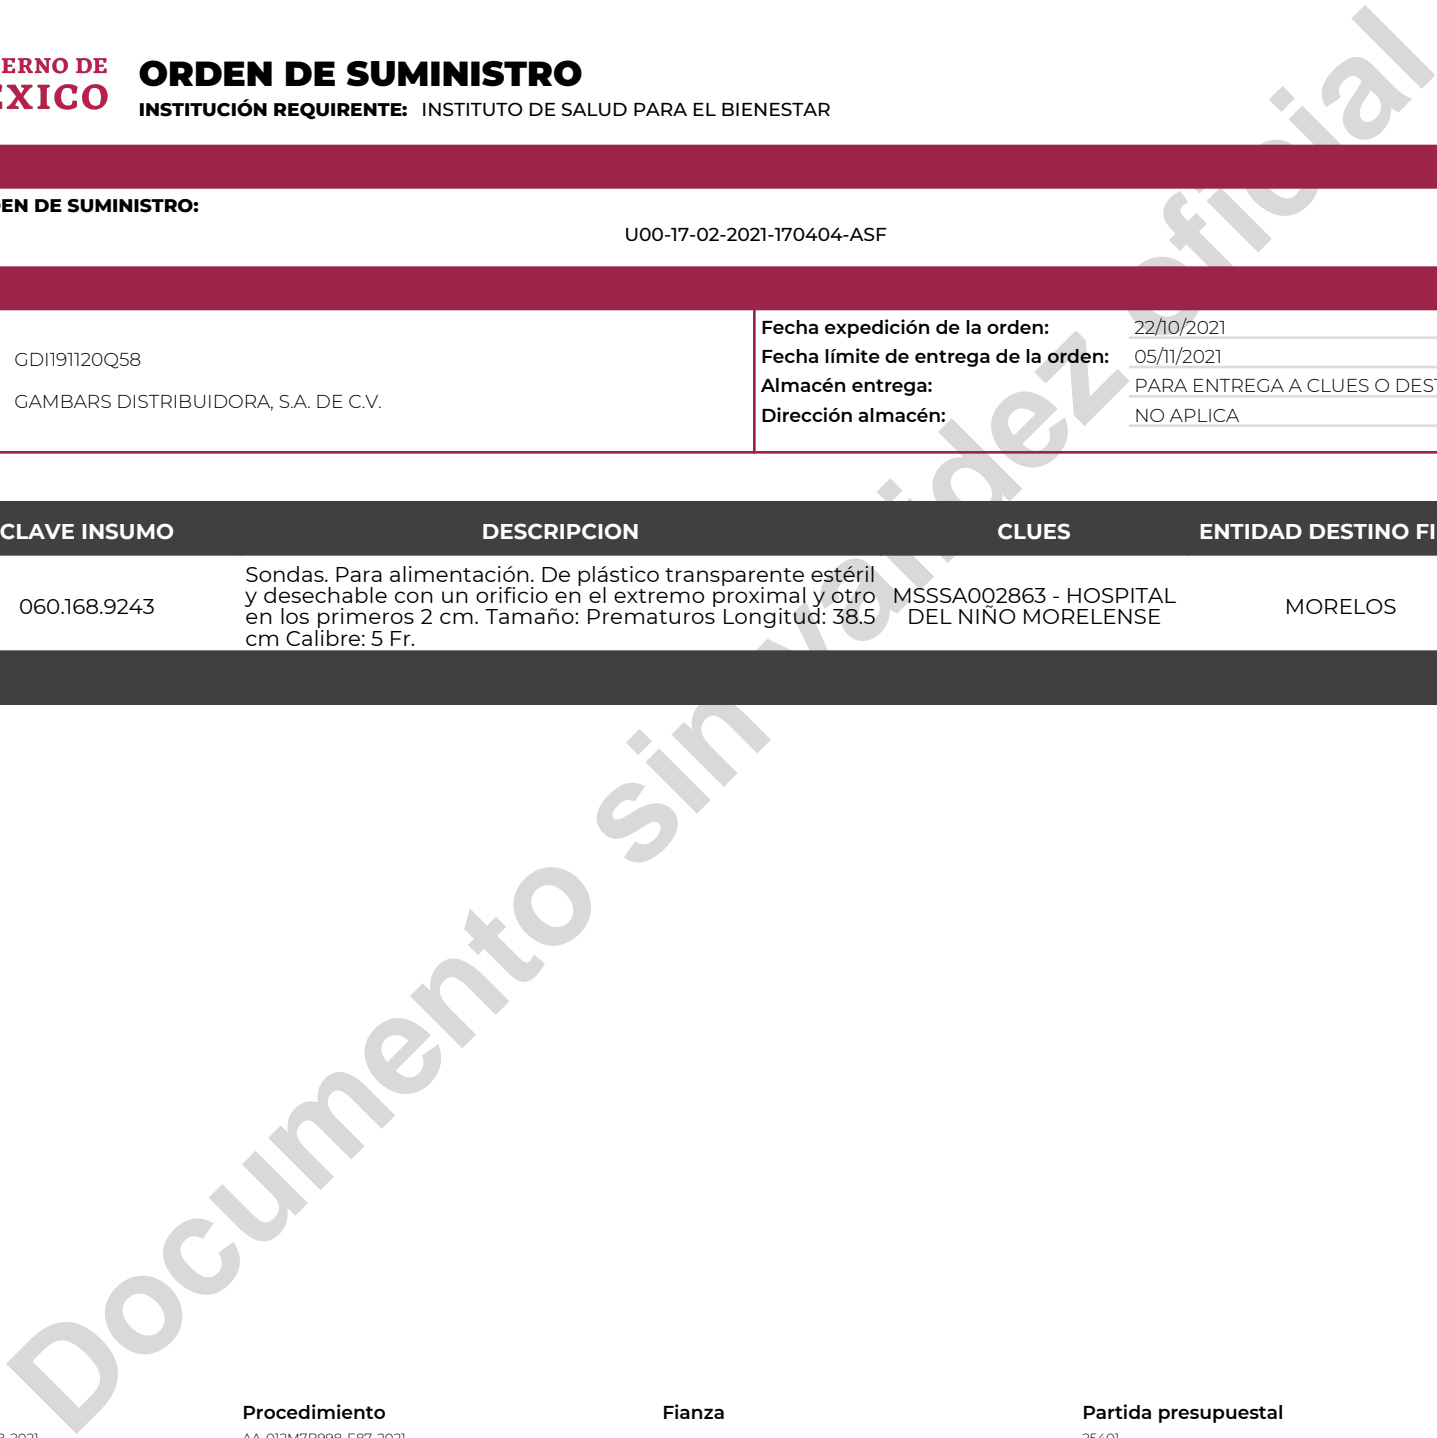 ERNO DE
ORDEN DE SUMINISTRO
INSTITUCIÓN REQUIRENTE: INSTITUTO DE SALUD PARA EL BIENESTAR
EN DE SUMINISTRO:
U00-17-02-2021-170404-ASF
GDI191120Q58
GAMBARS DISTRIBUIDORA, S.A. DE C.V.
Fecha expedición de la orden: 22/10/2021
Fecha límite de entrega de la orden: 05/11/2021
Almacén entrega: PARA ENTREGA A CLUES O DEST
Dirección almacén: NO APLICA
CLAVE INSUMO DESCRIPCION CLUES ENTIDAD DESTINO FI
060.168.9243
Sondas. Para alimentación. De plástico transparente estéril
y desechable con un orificio en el extremo proximal y otro
en los primeros 2 cm. Tamaño: Prematuros Longitud: 38.5
cm Calibre: 5 Fr.
MSSSA002863 - HOSPITAL
DEL NIÑO MORELENSE
MORELOS
Documento sin validez oficial
Procedimiento Fianza Partida presupuestal